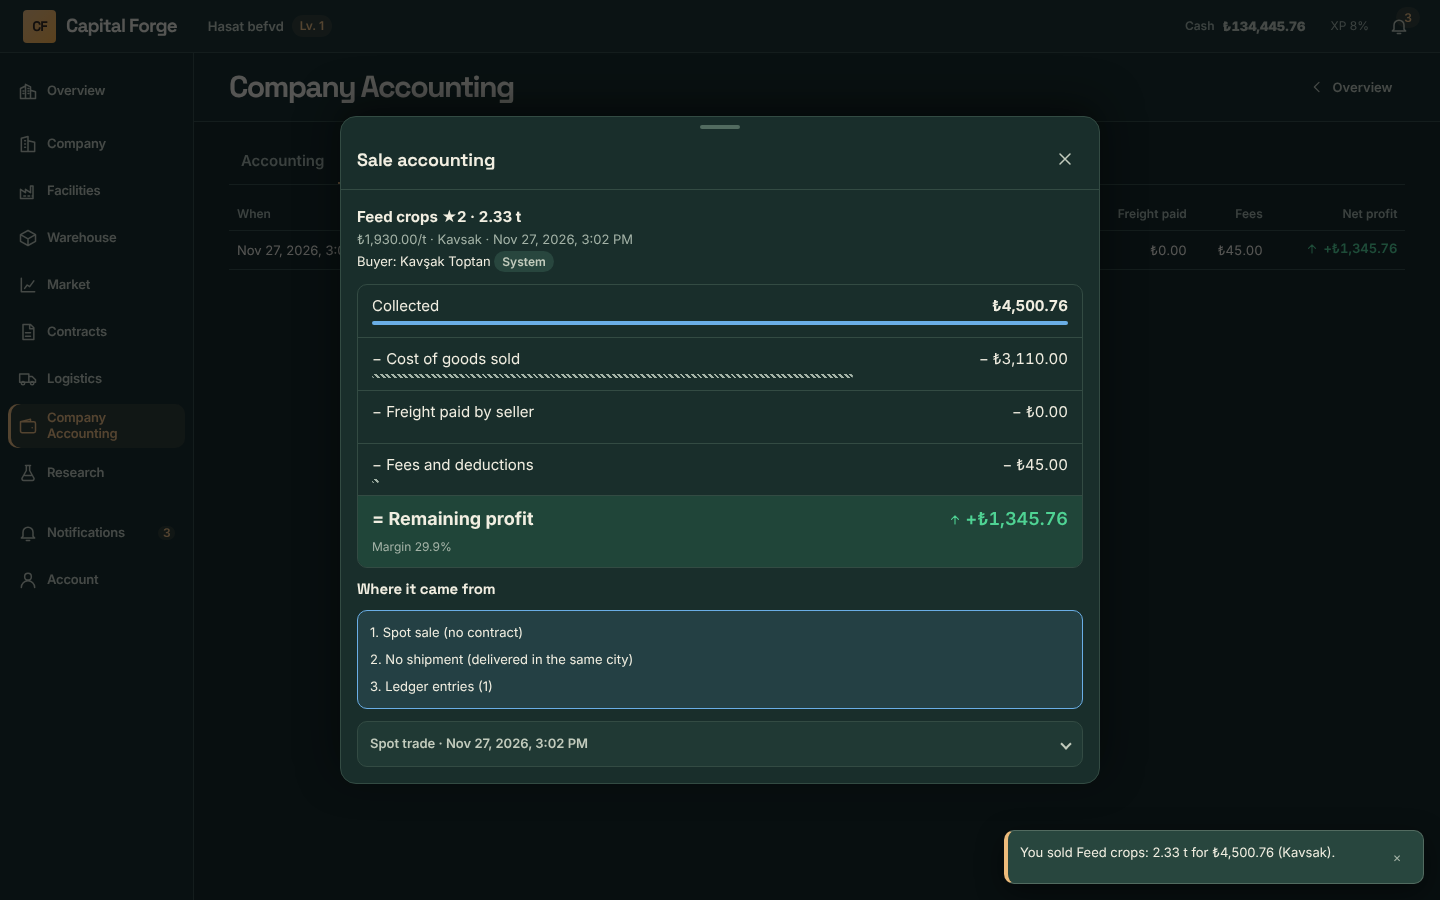 CF Capital Forge Hasat befvd Lv. 1 Cash ₺134,445.76 XP 8% 3
Company Accounting
Overview
Overview
Company
Facilities
Warehouse
Market
Contracts
Logistics
Company
Accounting
Research
Notifications 3
Account
Accounting
When Freight paid Fees Net profit
Nov 27, 2026, 3:0 ₺0.00 ₺45.00 ↑ +₺1,345.76
Sale accounting
Feed crops ★2 · 2.33 t
₺1,930.00/t · Kavsak · Nov 27, 2026, 3:02 PM
Buyer: Kavşak Toptan System
Collected ₺4,500.76
− Cost of goods sold − ₺3,110.00
− Freight paid by seller − ₺0.00
− Fees and deductions − ₺45.00
= Remaining profit ↑ +₺1,345.76
Margin 29.9%
Where it came from
1. Spot sale (no contract)
2. No shipment (delivered in the same city)
3. Ledger entries (1)
Spot trade · Nov 27, 2026, 3:02 PM
You sold Feed crops: 2.33 t for ₺4,500.76 (Kavsak). ×